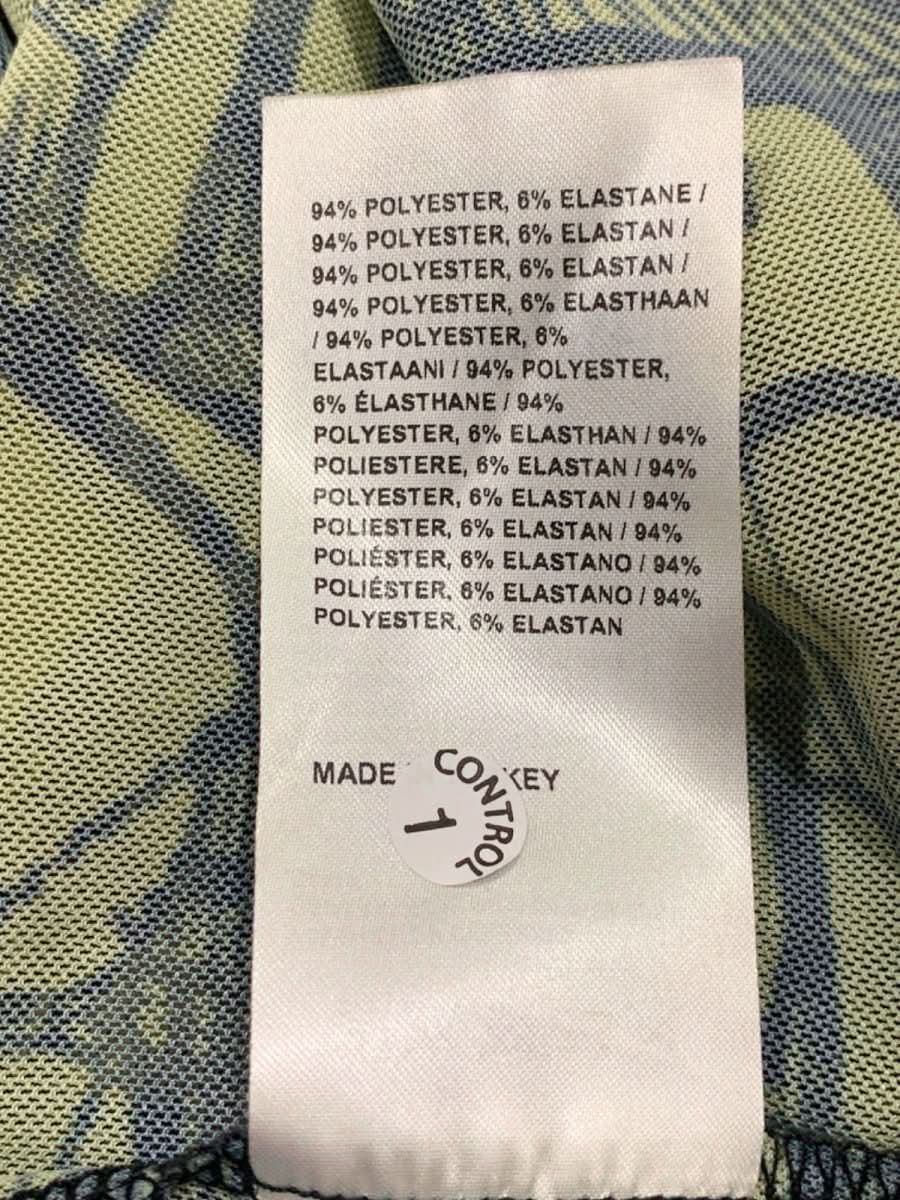 94% POLYESTER, 6% ELASTANE /
94% POLYESTER, 6% ELASTAN /
94% POLYESTER, 6% ELASTAN /
94% POLYESTER, 6% ELASTHAAN
/ 94% POLYESTER, 6%
ELASTAANI / 94% POLYESTER,
6% ÉLASTHANE / 94%
POLYESTER, 6% ELASTHAN / 94%
POLIESTERE, 6% ELASTAN / 94%
POLYESTER, 6% ELASTAN / 94%
POLIESTER, 6% ELASTAN / 94%
POLIÉSTER, 6% ELASTANO / 94%
POLIÉSTER, 6% ELASTANO / 94%
POLYESTER, 6% ELASTAN
MADE
CONTROL
1